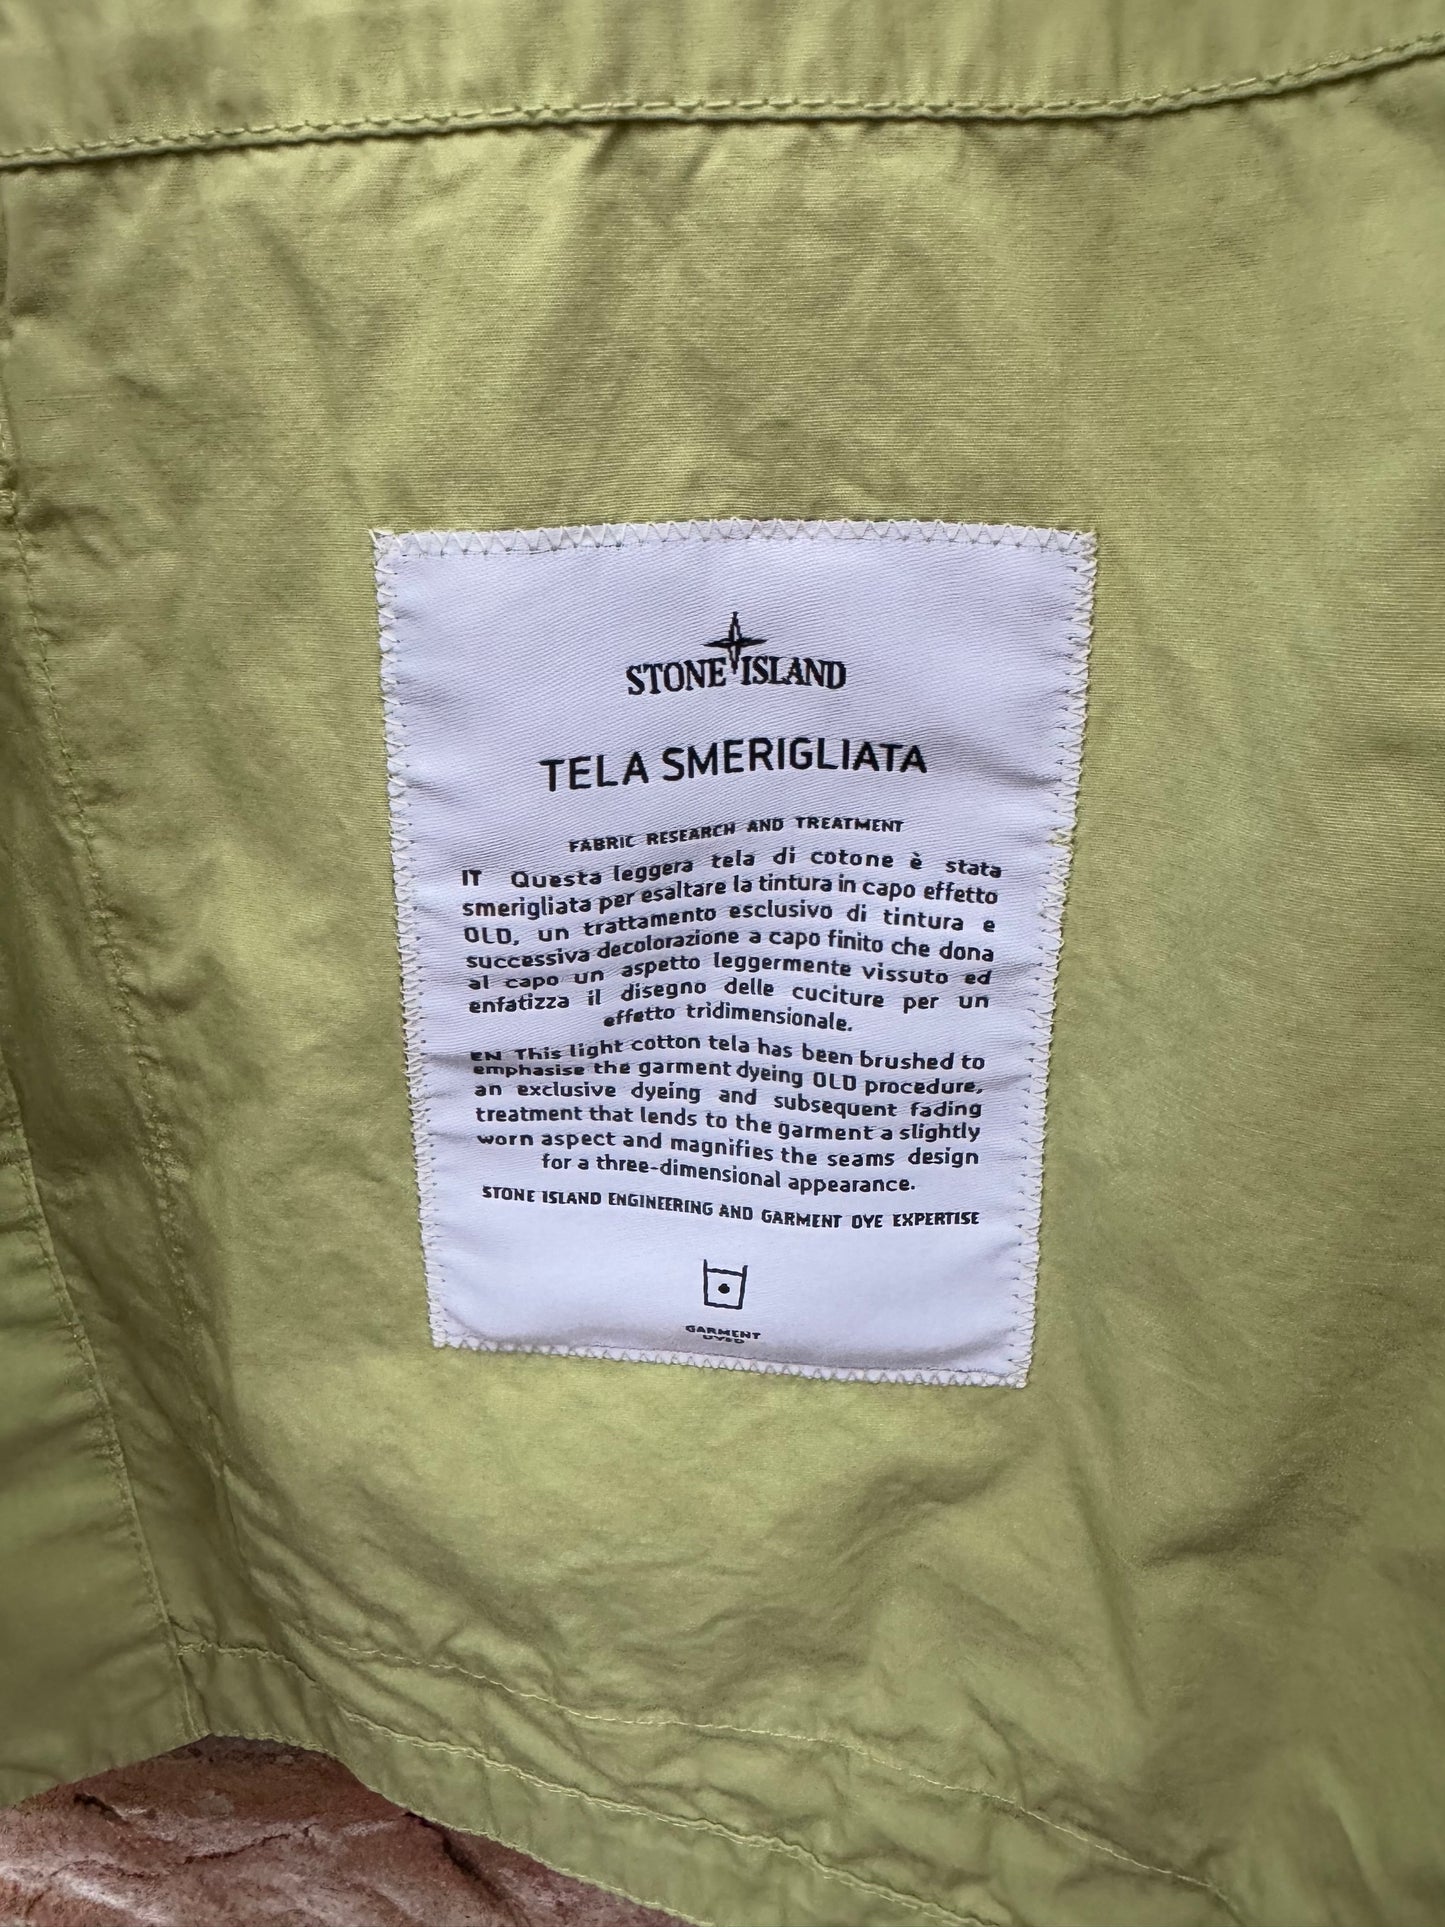 STONE ISLAND
TELA SMERIGLIATA
FABRIC RESEARCH AND TREATMENT
IT Questa leggera tela di cotone è stata
smerigliata per esaltare la tintura in capo effetto
OLD, un trattamento esclusivo di tintura e
successiva decolorazione a capo finito che dona
al capo un aspetto leggermente vissuto ed
enfatizza il disegno delle cuciture per un
effetto tridimensionale.
EN This light cotton tela has been brushed to
emphasise the garment dyeing OLD procedure,
an exclusive dyeing and subsequent fading
treatment that lends to the garment a slightly
worn aspect and magnifies the seams design
for a three-dimensional appearance.
STONE ISLAND ENGINEERING AND GARMENT DYE EXPERTISE
GARMENT
DYED